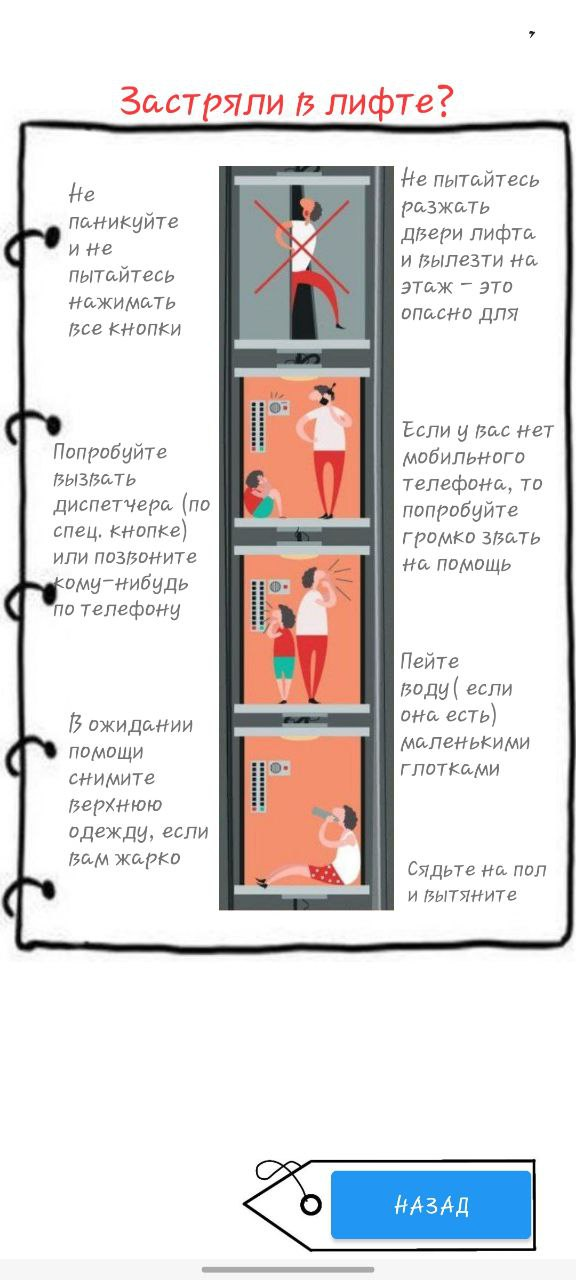 Застряли в лифте?
Не
паникуйте
и не
пытайтесь
нажимать
все кнопки
Не пытайтесь
разжать
двери лифта
и вылезти на
этаж - это
опасно для
Попробуйте
вызвать
диспетчера (по
спец. кнопке)
или позвоните
кому-нибудь
по телефону
Если у вас нет
мобильного
телефона, то
попробуйте
громко звать
на помощь
В ожидании
помощи
снимите
верхнюю
одежду, если
вам жарко
Пейте
воду( если
она есть)
маленькими
глотками
Сядьте на пол
и вытяните
НАЗАД